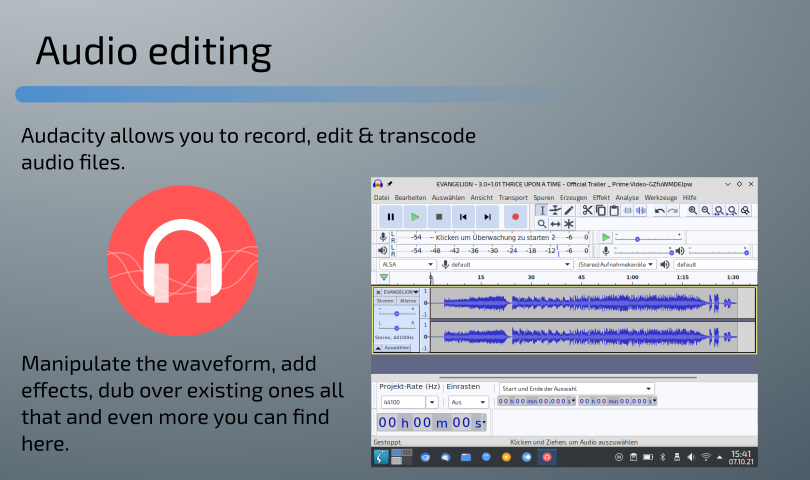 Audio editing
Audacity allows you to record, edit & transcode
audio files.
Manipulate the waveform, add
effects, dub over existing ones all
that and even more you can find
here.
EVANGELION - 3.0+1.01 THRICE UPON A TIME - Official Trailer _ Prime Video-GZfuWMDEJpw
Datei Bearbeiten Auswählen Ansicht Transport Spuren Erzeugen Effekt Analyse Werkzeuge Hilfe
L
R
-54 -- Klicken um Überwachung zu starten 2 -6 0
L
R
-54 -48 -42 -36 -30 -24 -18 -12 -6 0
ALSA default (Stereo) Aufnahmekanäle default
0 15 30 45 1:00 1:15 1:30
EVANGELION
Stumm Alleine
- +
L R
Stereo, 44100Hz
Auswählen
1
0
-1
1
0
-1
Projekt-Rate (Hz) Einrasten Start und Ende der Auswahl
44100 Aus 00 h 00 m 00,000 s 00 h 00 m 00,000 s
00 h 00 m 00 s
Gestoppt. Klicken und Ziehen, um Audio auszuwählen
15:41
07.10.21